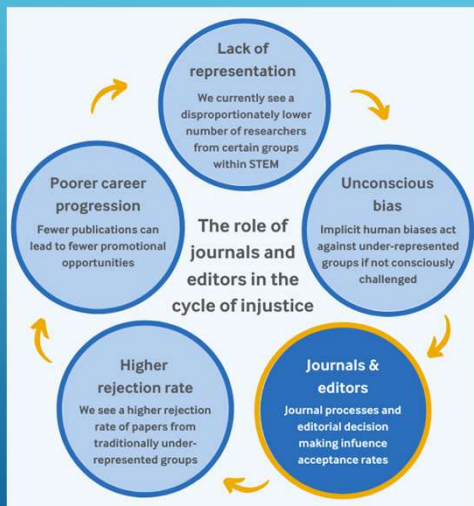 Lack of
representation
We currently see a
disproportionately lower
number of researchers
from certain groups
within STEM
Unconscious
bias
Implicit human biases act
against under-represented
groups if not consciously
challenged
Journals &
editors
Journal processes and
editorial decision
making infuence
acceptance rates
Higher
rejection rate
We see a higher rejection
rate of papers from
traditionally under-
represented groups
Poorer career
progression
Fewer publications can
lead to fewer promotional
opportunities
The role of
journals and
editors in the
cycle of injustice